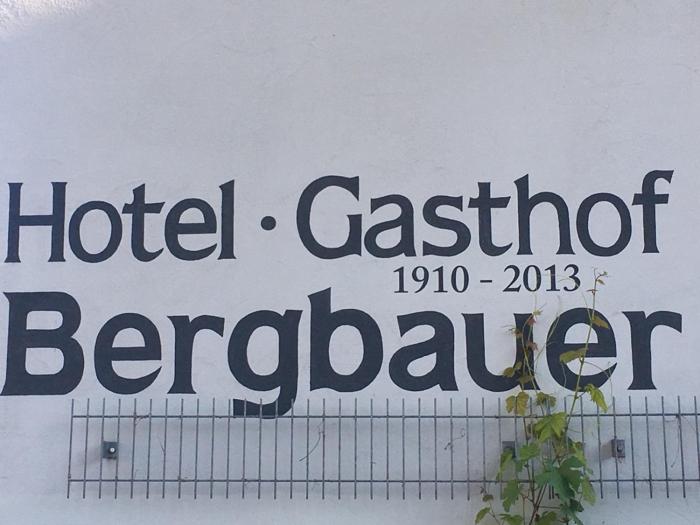 Hotel · Gasthof
1910 - 2013
Bergbauer